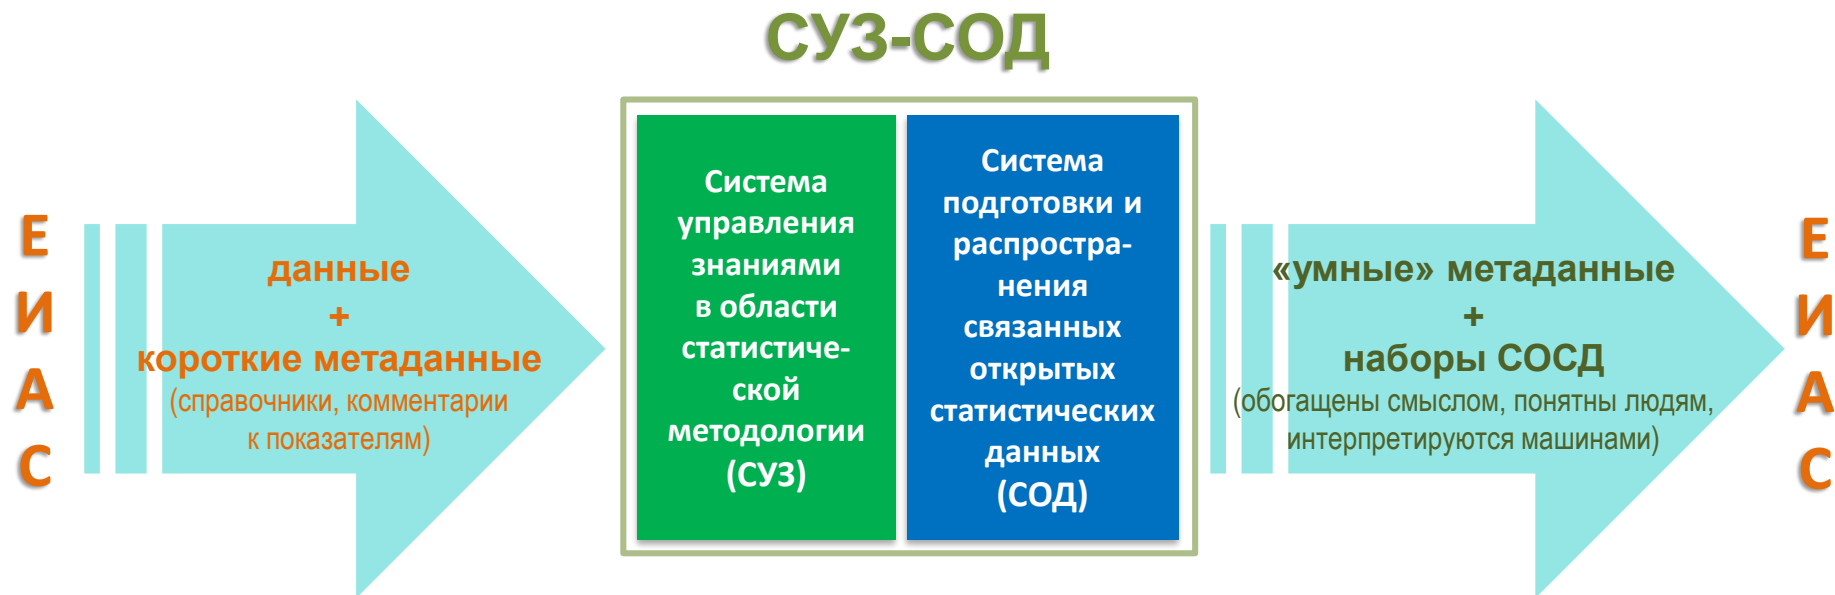 СУЗ-СОД
Е
И
А
С
данные
+
короткие метаданные
(справочники, комментарии
к показателям)
Система
управления
знаниями
в области
статистиче-
ской
методологии
(СУЗ)
Система
подготовки и
распростра-
нения
связанных
открытых
статистических
данных
(СОД)
«умные» метаданные
+
наборы СОСД
(обогащены смыслом, понятны людям,
интерпретируются машинами)
Е
И
А
С